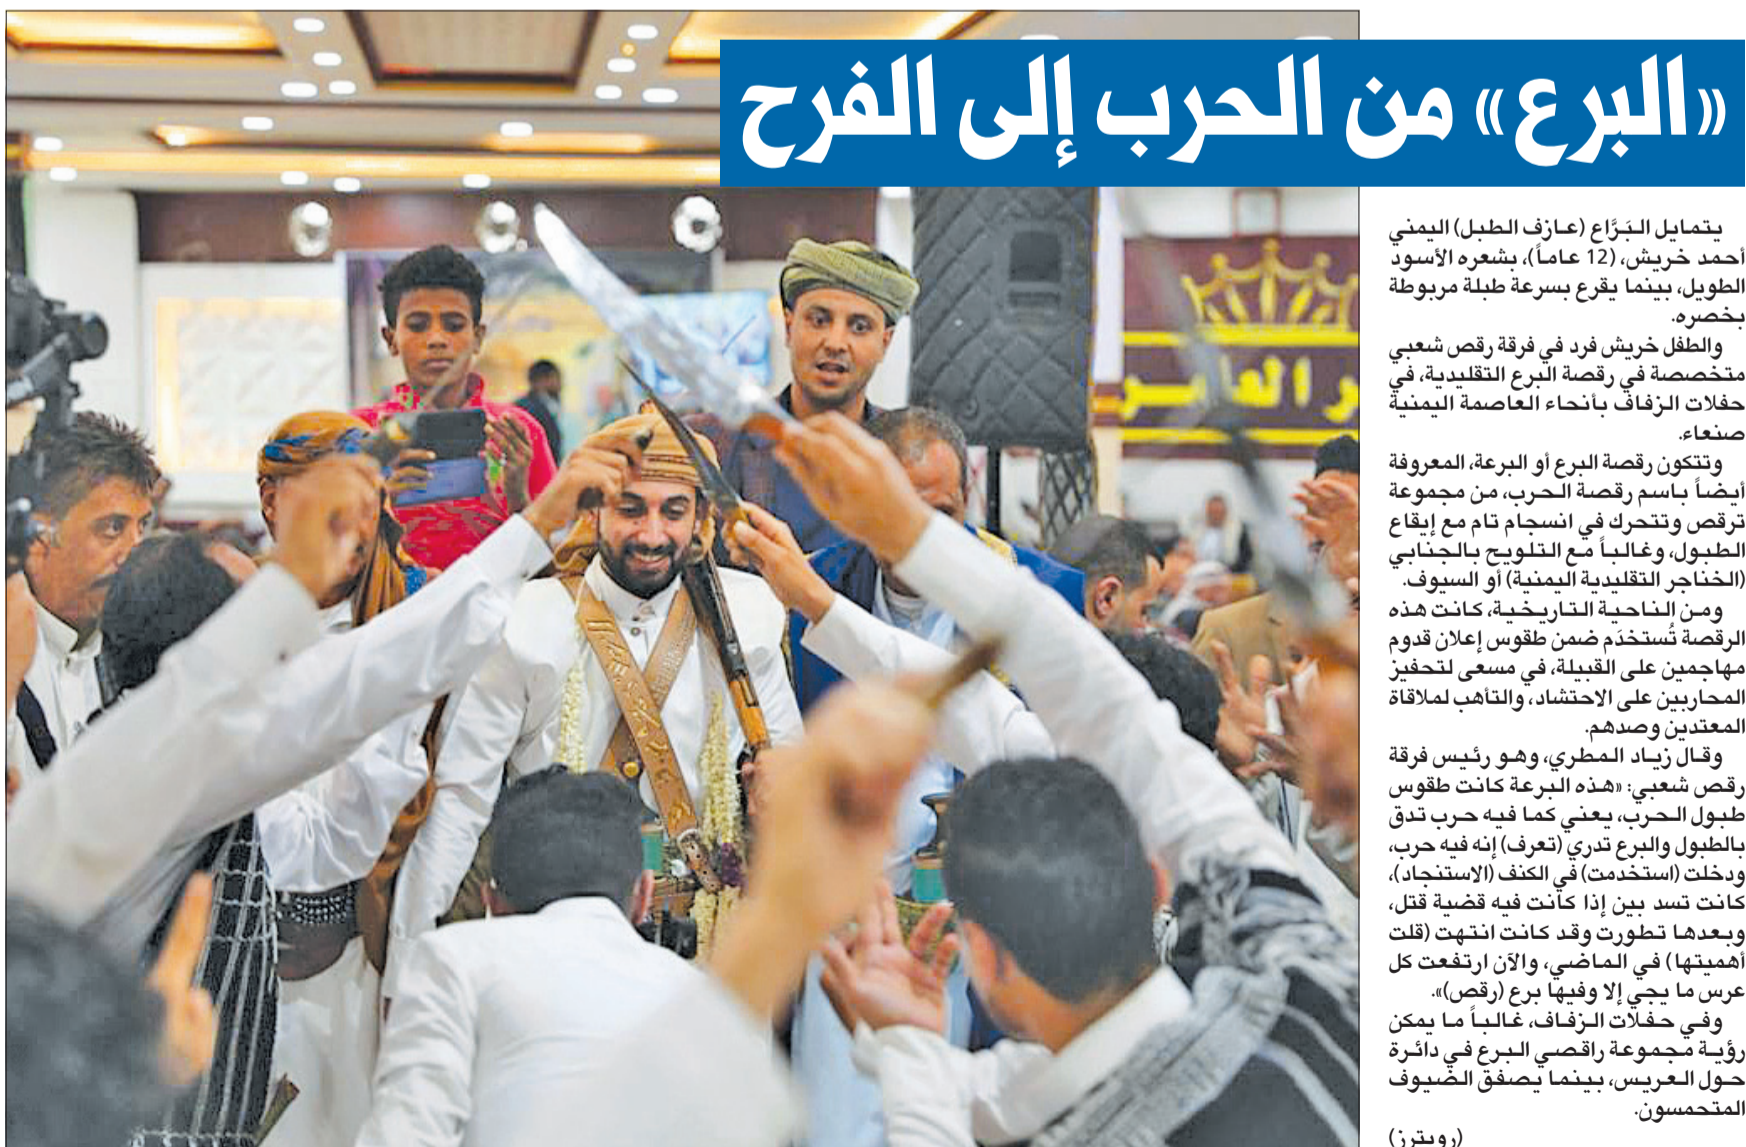 «البرع» من الحرب إلى الفرح
يتمايل البَرَّاع (عازف الطبل) اليمني
أحمد خريش، (12 عاماً)، بشعره الأسود
الطويل، بينما يقرع بسرعة طبلة مربوطة
بخصره.
والطفل خريش فرد في فرقة رقص شعبي
متخصصة في رقصة البرع التقليدية، في
حفلات الزفاف بأنحاء العاصمة اليمنية
صنعاء.
وتتكون رقصة البرع أو البرعة، المعروفة
أيضاً باسم رقصة الحرب، من مجموعة
ترقص وتتحرك في انسجام تام مع إيقاع
الطبول، وغالباً مع التلويح بالجنابي
(الخناجر التقليدية اليمنية) أو السيوف.
ومن الناحية التاريخية، كانت هذه
الرقصة تُستخدَم ضمن طقوس إعلان قدوم
مهاجمين على القبيلة، في مسعى لتحفيز
المحاربين على الاحتشاد، والتأهب لملاقاة
المعتدين وصدهم.
وقال زياد المطري، وهو رئيس فرقة
رقص شعبي: «هذه البرعة كانت طقوس
طبول الحرب، يعني كما فيه حرب تدق
بالطبول والبرع تدري (تعرف) إنه فيه حرب،
ودخلت (استخدمت) في الكنف (الاستنجاد)،
كانت تسد بين إذا كانت فيه قضية قتل،
وبعدها تطورت وقد كانت انتهت (قلت
أهميتها) في الماضي، والآن ارتفعت كل
عرس ما يجي إلا وفيها برع (رقص)».
وفي حفلات الزفاف، غالباً ما يمكن
رؤية مجموعة راقصي البرع في دائرة
حول العريس، بينما يصفق الضيوف
المتحمسون.
(رويترز)